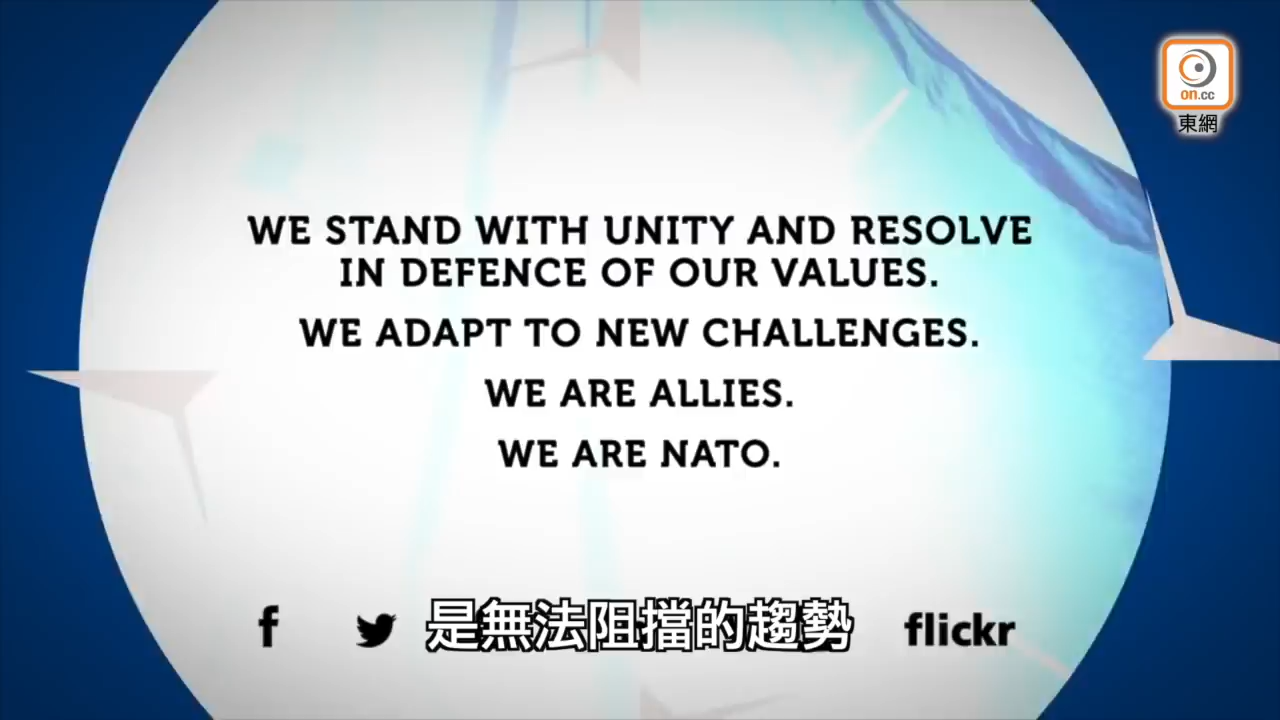 on.cc
東網
WE STAND WITH UNITY AND RESOLVE
IN DEFENCE OF OUR VALUES.
WE ADAPT TO NEW CHALLENGES.
WE ARE ALLIES.
WE ARE NATO.
是無法阻擋的趨勢
flickr